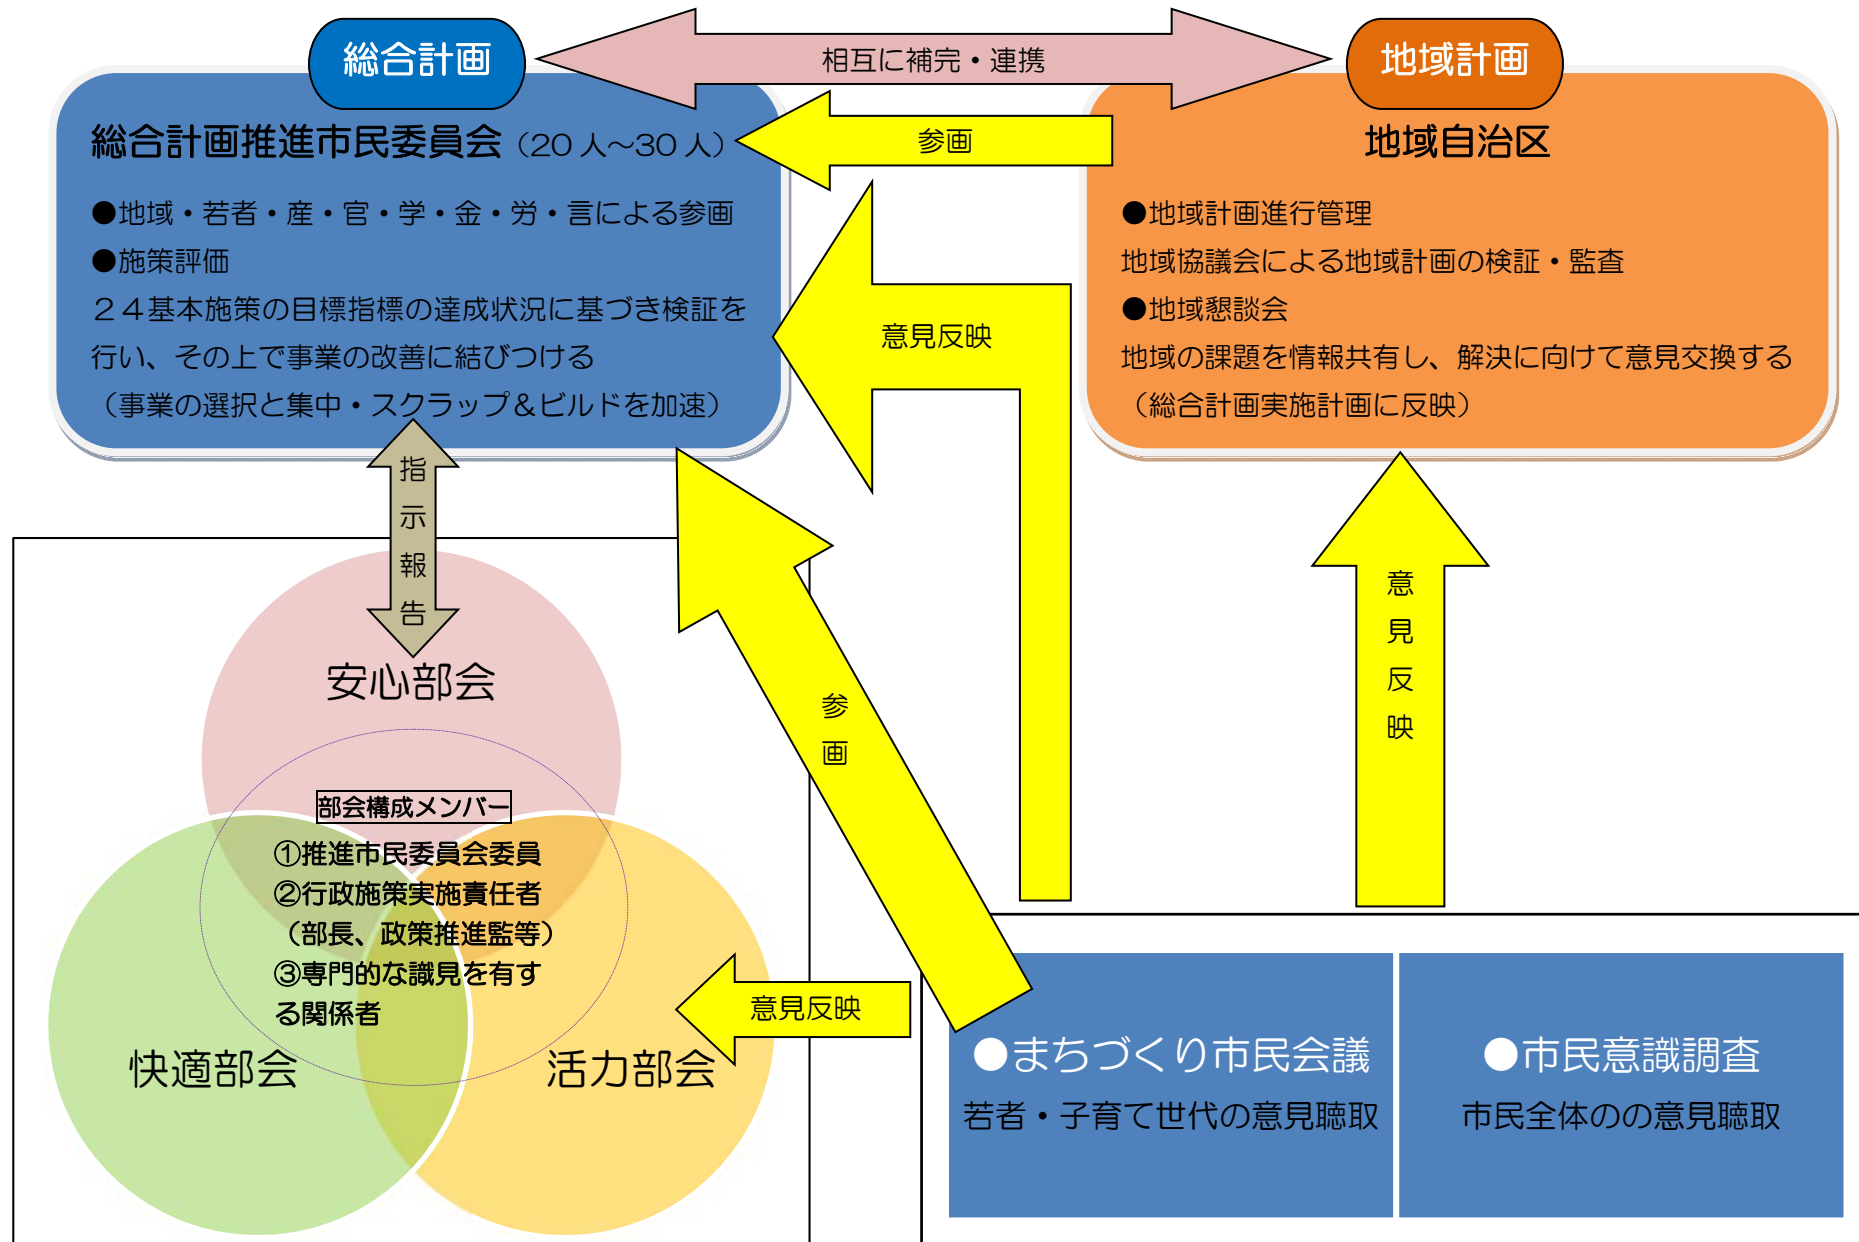 総合計画
相互に補完・連携
地域計画
総合計画推進市民委員会（20人～30人）
参画
地域自治区
●地域・若者・産・官・学・金・労・言による参画
●施策評価
２４基本施策の目標指標の達成状況に基づき検証を
行い、その上で事業の改善に結びつける
（事業の選択と集中・スクラップ＆ビルドを加速）
意見反映
●地域計画進行管理
地域協議会による地域計画の検証・監査
●地域懇談会
地域の課題を情報共有し、解決に向けて意見交換する
（総合計画実施計画に反映）
指示報告
参画
意見反映
安心部会
部会構成メンバー
①推進市民委員会委員
②行政施策実施責任者
（部長、政策推進監等）
③専門的な識見を有す
る関係者
快適部会
活力部会
意見反映
●まちづくり市民会議
若者・子育て世代の意見聴取
●市民意識調査
市民全体のの意見聴取